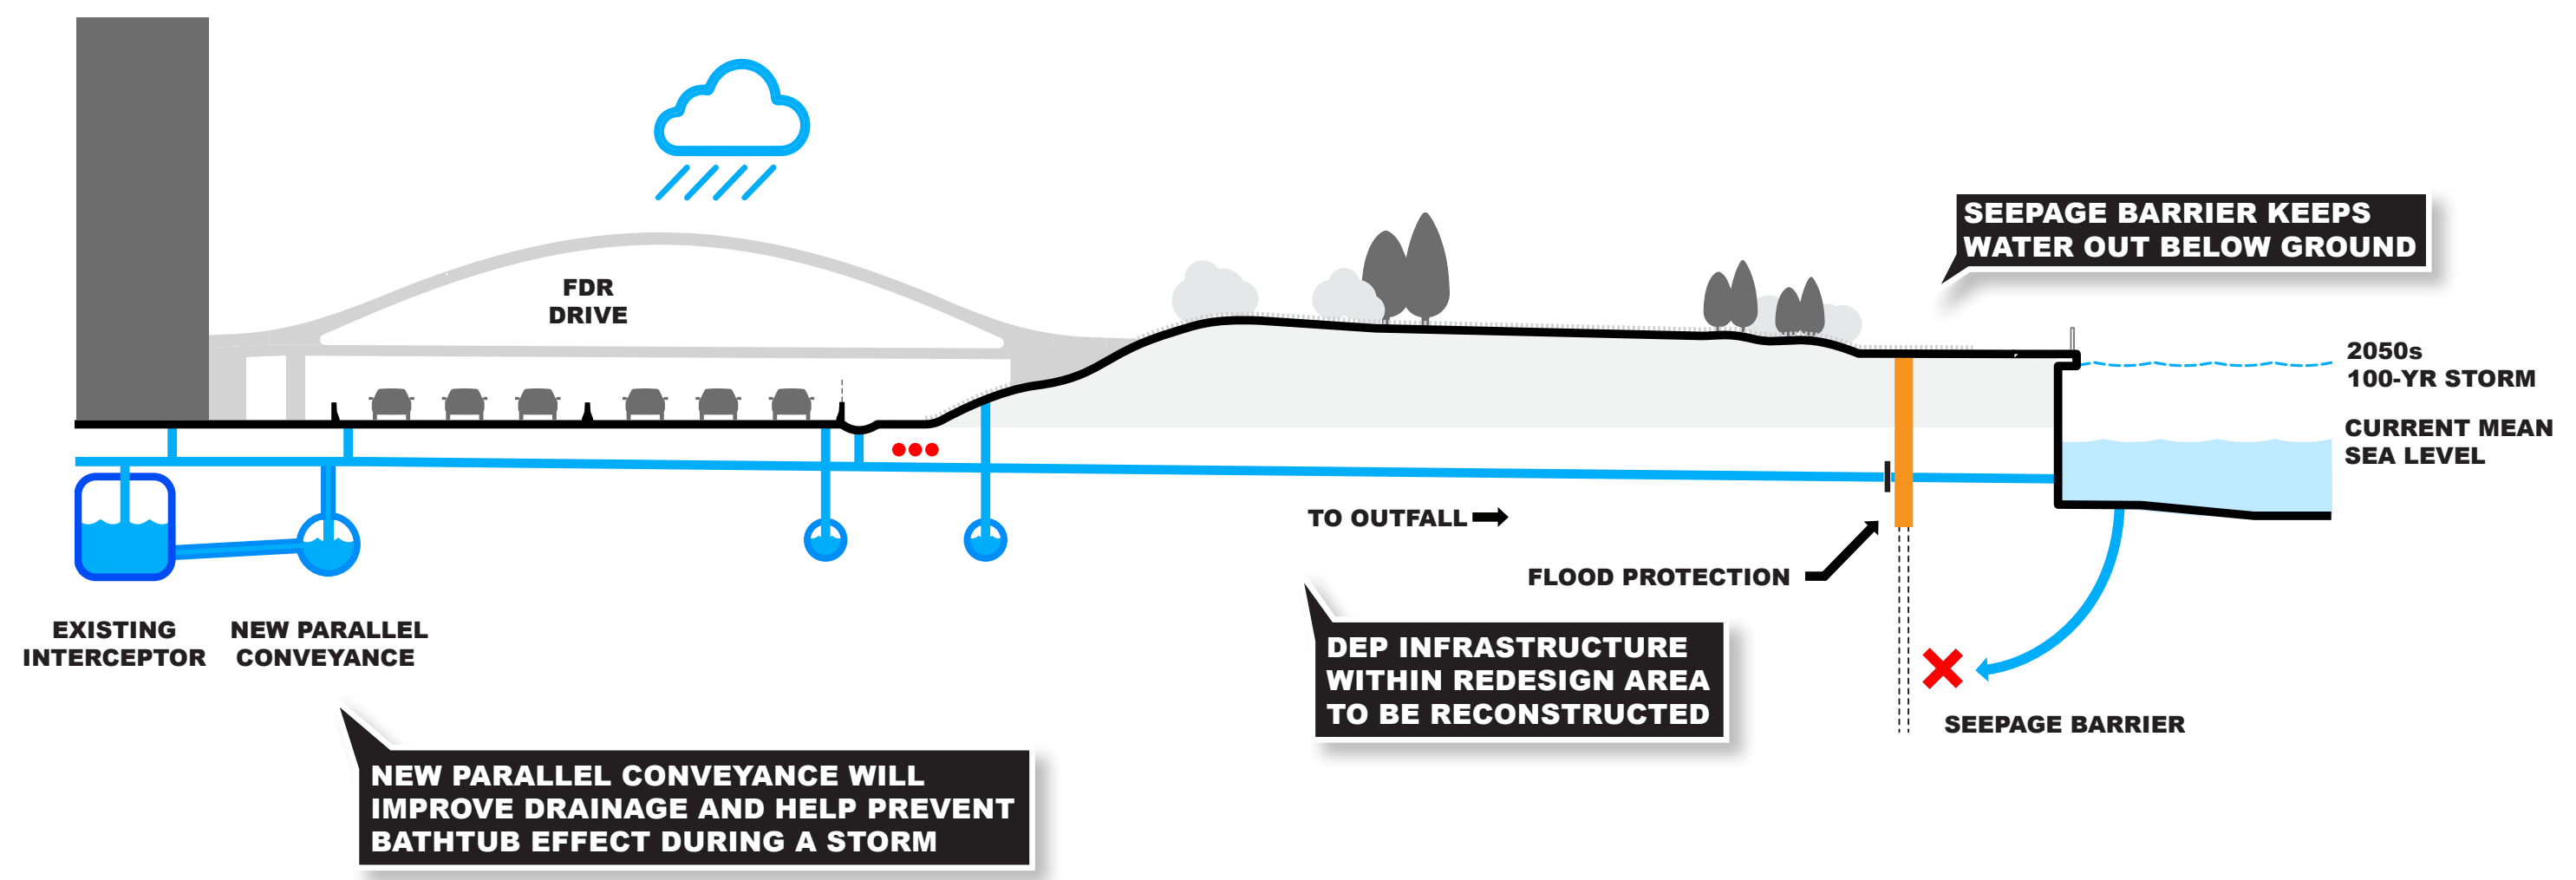 FDR
DRIVE
SEEPAGE BARRIER KEEPS
WATER OUT BELOW GROUND
2050s
100-YR STORM
CURRENT MEAN
SEA LEVEL
TO OUTFALL
FLOOD PROTECTION
EXISTING
INTERCEPTOR
NEW PARALLEL
CONVEYANCE
DEP INFRASTRUCTURE
WITHIN REDESIGN AREA
TO BE RECONSTRUCTED
SEEPAGE BARRIER
NEW PARALLEL CONVEYANCE WILL
IMPROVE DRAINAGE AND HELP PREVENT
BATHTUB EFFECT DURING A STORM